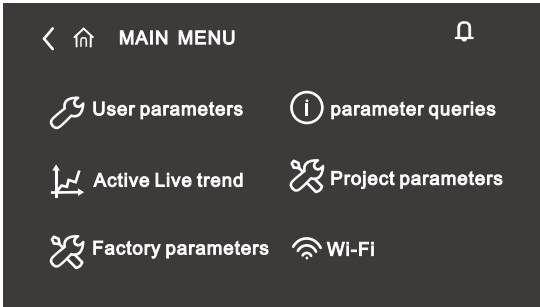 MAIN MENU
User parameters
parameter queries
Active Live trend
Project parameters
Factory parameters
Wi-Fi